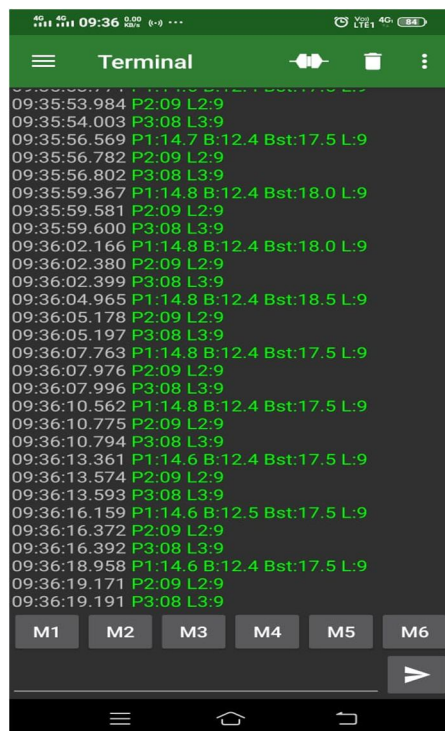 4G 4G 09:36 0.00 KB/s ··· Vo)) LTE1 4G 84
Terminal
09:35:53.984 P2:09 L2:9
09:35:54.003 P3:08 L3:9
09:35:56.569 P1:14.7 B:12.4 Bst:17.5 L:9
09:35:56.782 P2:09 L2:9
09:35:56.802 P3:08 L3:9
09:35:59.367 P1:14.8 B:12.4 Bst:18.0 L:9
09:35:59.581 P2:09 L2:9
09:35:59.600 P3:08 L3:9
09:36:02.166 P1:14.8 B:12.4 Bst:18.0 L:9
09:36:02.380 P2:09 L2:9
09:36:02.399 P3:08 L3:9
09:36:04.965 P1:14.8 B:12.4 Bst:18.5 L:9
09:36:05.178 P2:09 L2:9
09:36:05.197 P3:08 L3:9
09:36:07.763 P1:14.8 B:12.4 Bst:17.5 L:9
09:36:07.976 P2:09 L2:9
09:36:07.996 P3:08 L3:9
09:36:10.562 P1:14.8 B:12.4 Bst:17.5 L:9
09:36:10.775 P2:09 L2:9
09:36:10.794 P3:08 L3:9
09:36:13.361 P1:14.6 B:12.4 Bst:17.5 L:9
09:36:13.574 P2:09 L2:9
09:36:13.593 P3:08 L3:9
09:36:16.159 P1:14.6 B:12.5 Bst:17.5 L:9
09:36:16.372 P2:09 L2:9
09:36:16.392 P3:08 L3:9
09:36:18.958 P1:14.6 B:12.4 Bst:17.5 L:9
09:36:19.171 P2:09 L2:9
09:36:19.191 P3:08 L3:9
M1 M2 M3 M4 M5 M6